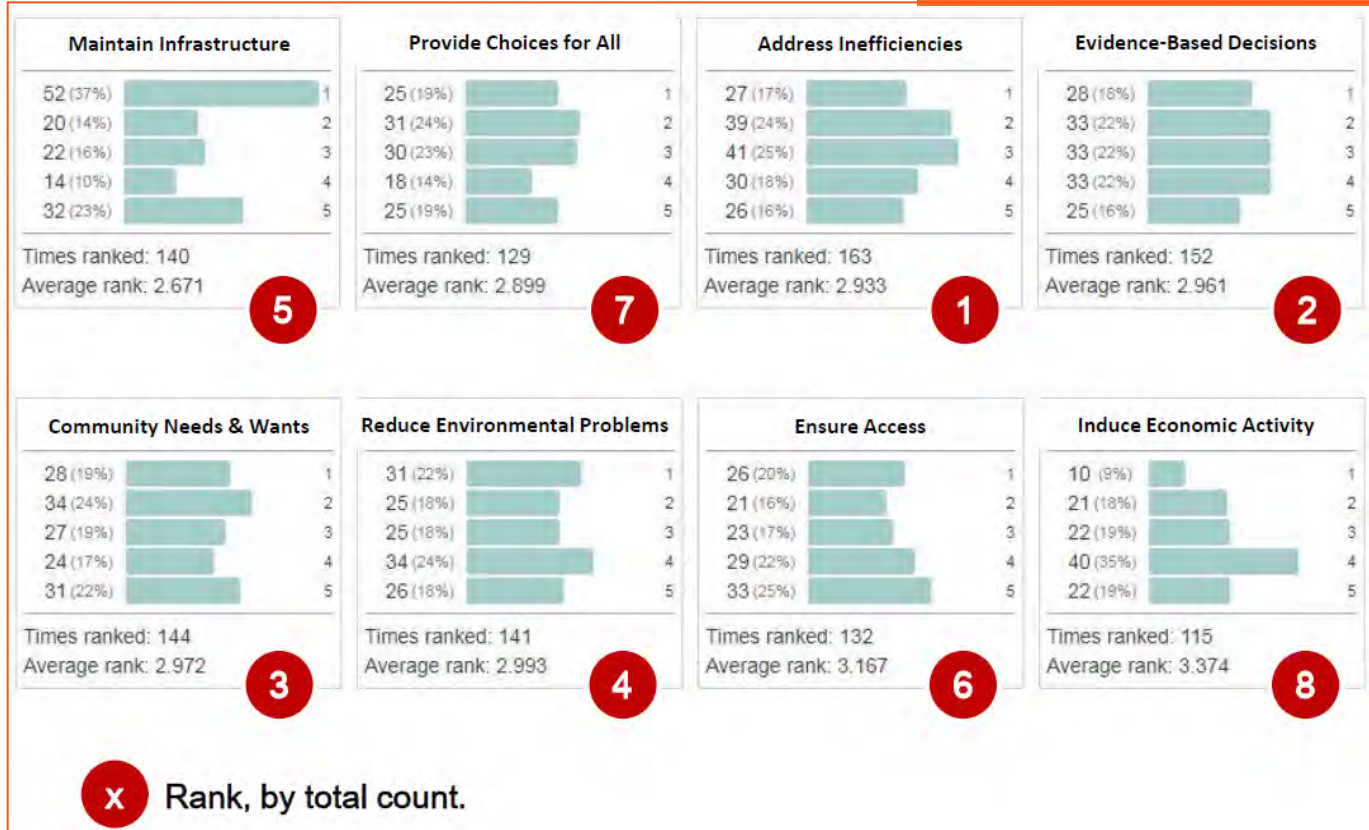 Maintain Infrastructure
52 (37%) 1
20 (14%) 2
22 (16%) 3
14 (10%) 4
32 (23%) 5
Times ranked: 140
Average rank: 2.671
5
Provide Choices for All
25 (19%) 1
31 (24%) 2
30 (23%) 3
18 (14%) 4
25 (19%) 5
Times ranked: 129
Average rank: 2.899
7
Address Inefficiencies
27 (17%) 1
39 (24%) 2
41 (25%) 3
30 (18%) 4
26 (16%) 5
Times ranked: 163
Average rank: 2.933
1
Evidence-Based Decisions
28 (18%) 1
33 (22%) 2
33 (22%) 3
33 (22%) 4
25 (16%) 5
Times ranked: 152
Average rank: 2.961
2
Community Needs & Wants
28 (19%) 1
34 (24%) 2
27 (19%) 3
24 (17%) 4
31 (22%) 5
Times ranked: 144
Average rank: 2.972
3
Reduce Environmental Problems
31 (22%) 1
25 (18%) 2
25 (18%) 3
34 (24%) 4
26 (18%) 5
Times ranked: 141
Average rank: 2.993
4
Ensure Access
26 (20%) 1
21 (16%) 2
23 (17%) 3
29 (22%) 4
33 (25%) 5
Times ranked: 132
Average rank: 3.167
6
Induce Economic Activity
10 (9%) 1
21 (18%) 2
22 (19%) 3
40 (35%) 4
22 (19%) 5
Times ranked: 115
Average rank: 3.374
8
x Rank, by total count.